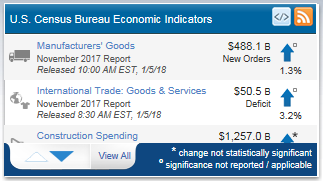 U.S. Census Bureau Economic Indicators
Manufacturers' Goods $488.1 B
November 2017 Report New Orders
Released 10:00 AM EST, 1/5/18 1.3%
International Trade: Goods & Services $50.5 B
November 2017 Report Deficit
Released 8:30 AM EST, 1/5/18 3.2%
Construction Spending $1,257.0 B *
View All
* change not statistically significant
° significance not reported / applicable